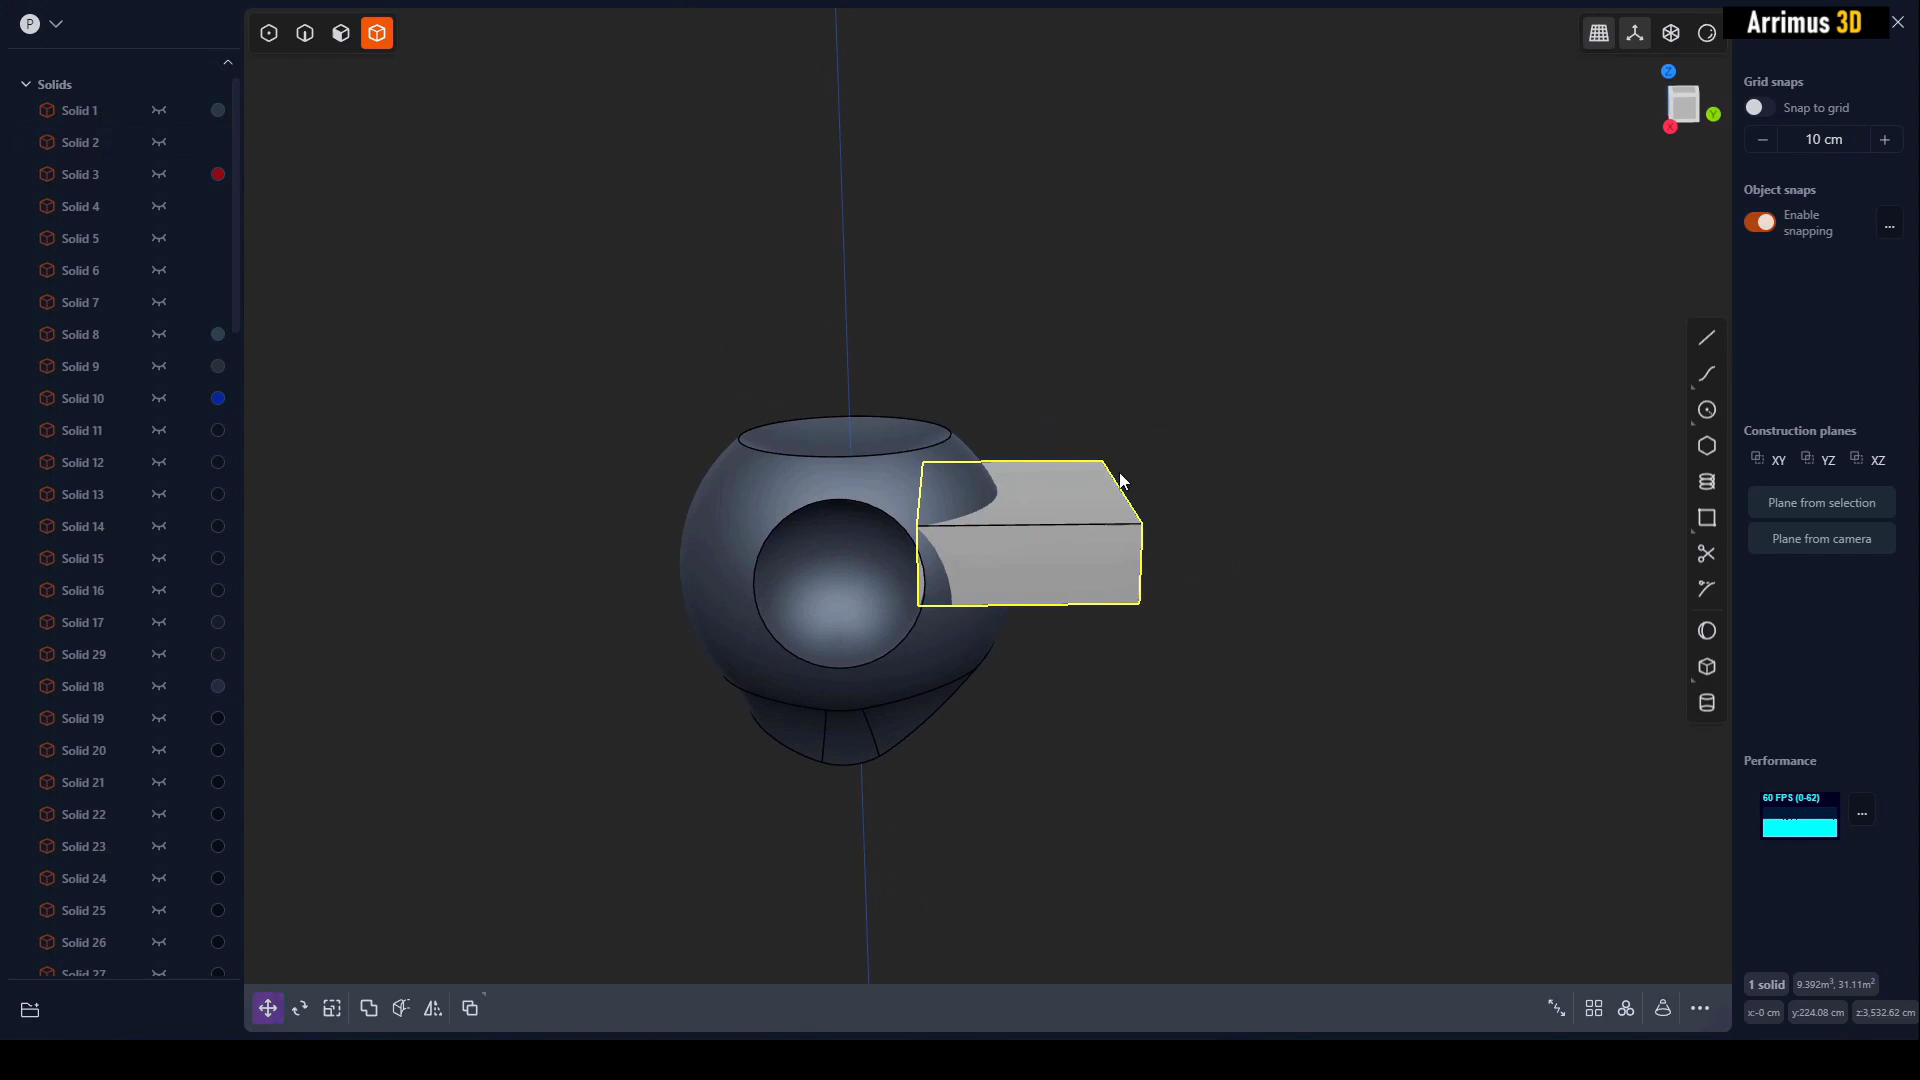 P
Arrimus 3D
Solids
Solid 1
Solid 2
Solid 3
Solid 4
Solid 5
Solid 6
Solid 7
Solid 8
Solid 9
Solid 10
Solid 11
Solid 12
Solid 13
Solid 14
Solid 15
Solid 16
Solid 17
Solid 29
Solid 18
Solid 19
Solid 20
Solid 21
Solid 22
Solid 23
Solid 24
Solid 25
Solid 26
Solid 27
Z
Y
X
Grid snaps
Snap to grid
10 cm
Object snaps
Enable
snapping
...
Construction planes
XY YZ XZ
Plane from selection
Plane from camera
Performance
60 FPS (0-62)
...
1 solid 9.392m³, 31.11m²
x:-0 cm y:224.08 cm z:3,532.62 cm